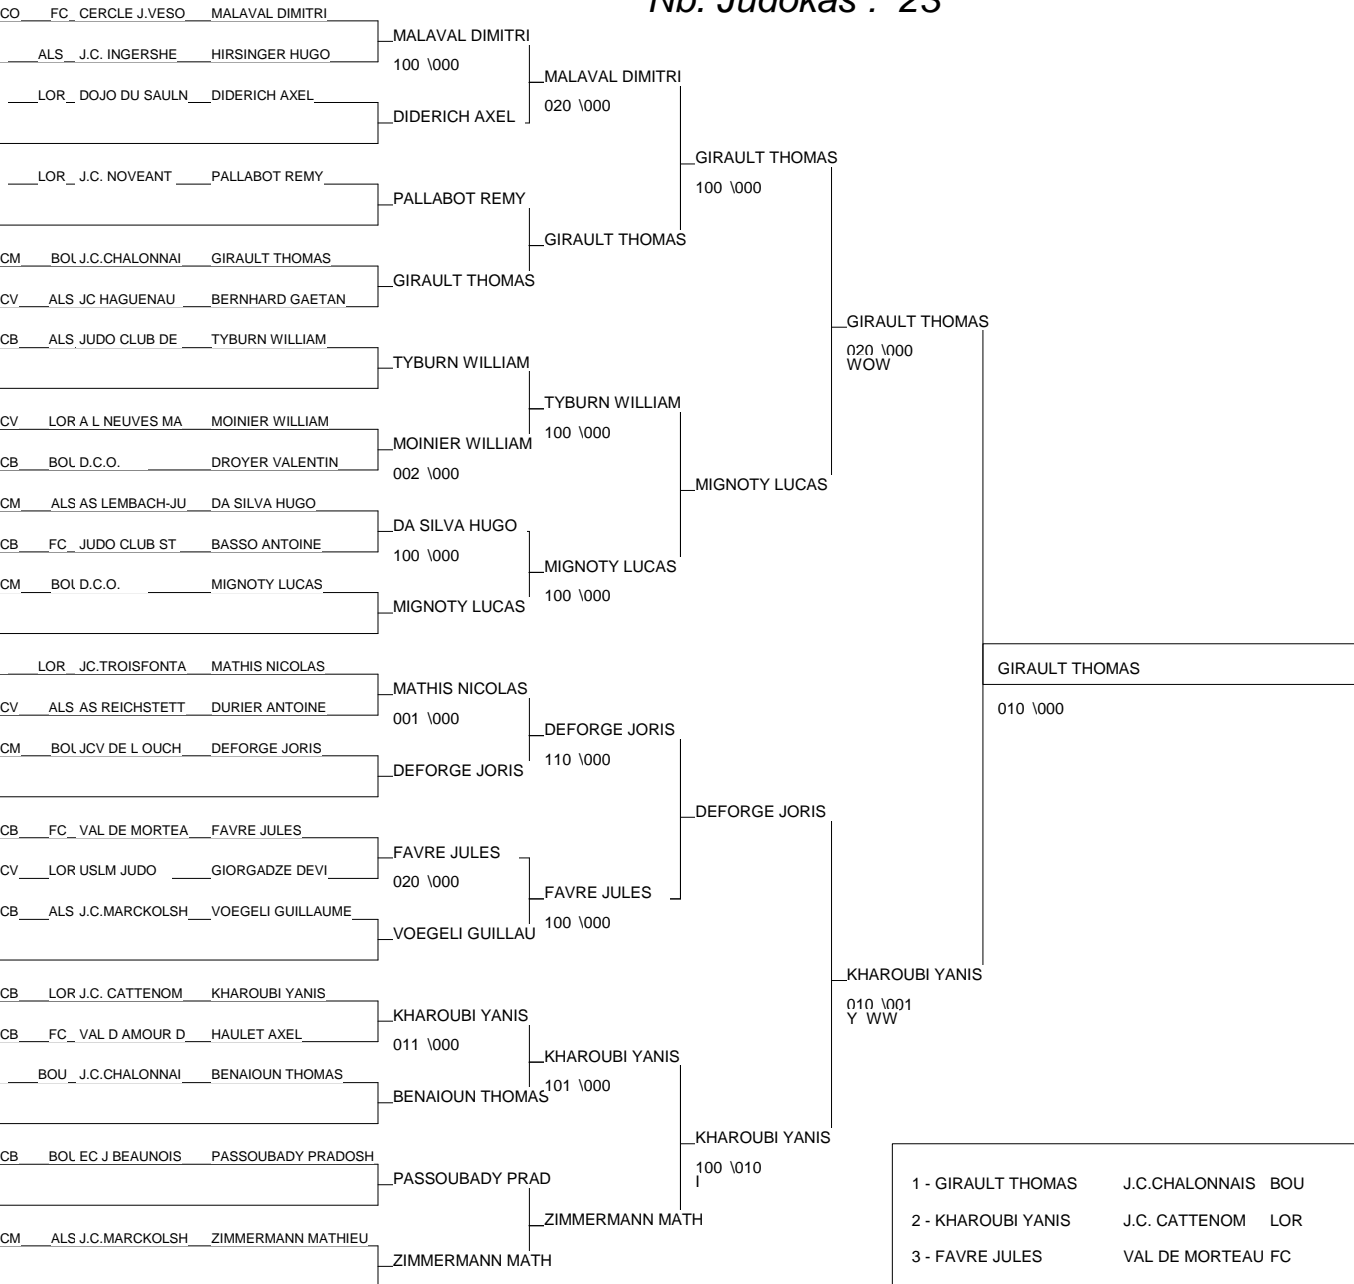 Nb. Judokas : 23
CO FC CERCLE J.VESO MALAVAL DIMITRI
ALS J.C. INGERSHE HIRSINGER HUGO
LOR DOJO DU SAULN DIDERICH AXEL
LOR J.C. NOVEANT PALLABOT REMY
CM BOU J.C.CHALONNAI GIRAULT THOMAS
CV ALS JC HAGUENAU BERNHARD GAETAN
CB ALS JUDO CLUB DE TYBURN WILLIAM
CV LOR A L NEUVES MA MOINIER WILLIAM
CB BOU D.C.O. DROYER VALENTIN
CM ALS AS LEMBACH-JU DA SILVA HUGO
CB FC JUDO CLUB ST BASSO ANTOINE
CM BOU D.C.O. MIGNOTY LUCAS
LOR JC.TROISFONTA MATHIS NICOLAS
CV ALS AS REICHSTETT DURIER ANTOINE
CM BOU JCV DE L OUCH DEFORGE JORIS
CB FC VAL DE MORTEA FAVRE JULES
CV LOR USLM JUDO GIORGADZE DEVI
CB ALS J.C.MARCKOLSH VOEGELI GUILLAUME
CB LOR J.C. CATTENOM KHAROUBI YANIS
CB FC VAL D AMOUR D HAULET AXEL
BOU J.C.CHALONNAI BENAIOUN THOMAS
CB BOU EC J BEAUNOIS PASSOUBADY PRADOSH
CM ALS J.C.MARCKOLSH ZIMMERMANN MATHIEU
MALAVAL DIMITRI
100 \000
DIDERICH AXEL
PALLABOT REMY
GIRAULT THOMAS
TYBURN WILLIAM
MOINIER WILLIAM
002 \000
DA SILVA HUGO
100 \000
MIGNOTY LUCAS
MATHIS NICOLAS
001 \000
DEFORGE JORIS
FAVRE JULES
020 \000
VOEGELI GUILLAU
KHAROUBI YANIS
011 \000
BENAIOUN THOMAS
PASSOUBADY PRAD
ZIMMERMANN MATH
MALAVAL DIMITRI
020 \000
GIRAULT THOMAS
TYBURN WILLIAM
100 \000
MIGNOTY LUCAS
100 \000
DEFORGE JORIS
110 \000
FAVRE JULES
100 \000
KHAROUBI YANIS
101 \000
ZIMMERMANN MATH
GIRAULT THOMAS
100 \000
MIGNOTY LUCAS
DEFORGE JORIS
KHAROUBI YANIS
100 \010
I
GIRAULT THOMAS
020 \000
WOW
KHAROUBI YANIS
010 \001
Y WW
GIRAULT THOMAS
010 \000
1 - GIRAULT THOMAS J.C.CHALONNAIS BOU
2 - KHAROUBI YANIS J.C. CATTENOM LOR
3 - FAVRE JULES VAL DE MORTEAU FC